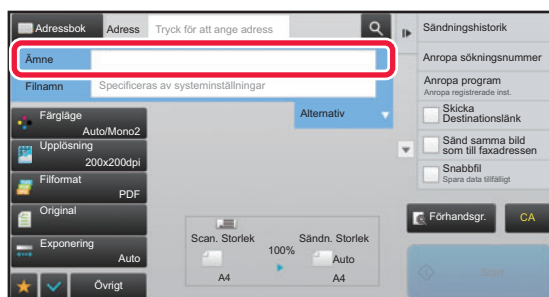 Adressbok
Adress
Tryck för att ange adress
Ämne
Filnamn
Specificeras av systeminställningar
Alternativ
Färgläge
Auto/Mono2
Upplösning
200x200dpi
Filformat
PDF
Original
Exponering
Auto
Övrigt
Scan. Storlek
A4
100%
Sändn. Storlek
Auto
A4
Sändningshistorik
Anropa sökningsnummer
Anropa program
Anropa registrerade inst.
Skicka
Destinationslänk
Sänd samma bild
som till faxadressen
Snabbfil
Spara data tillfälligt
Förhandsgr.
CA
Start